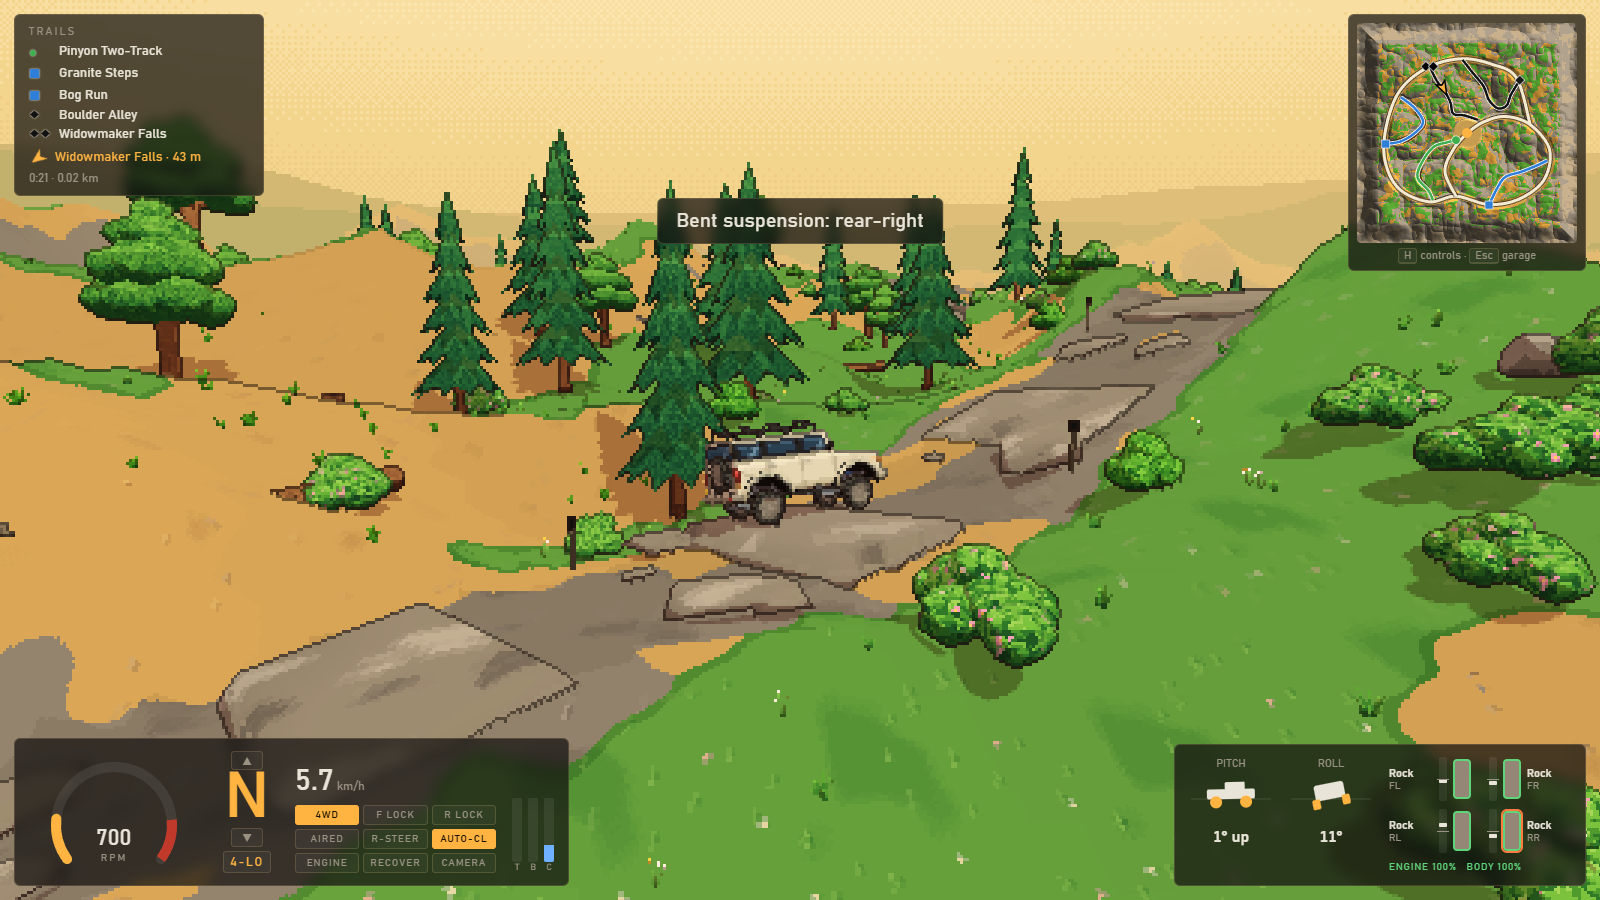 TRAILS
Pinyon Two-Track
Granite Steps
Bog Run
Boulder Alley
Widowmaker Falls
Widowmaker Falls · 43 m
0:21 · 0.02 km
Bent suspension: rear-right
H controls · Esc garage
700
RPM
▲
N
▼
4-LO
5.7 km/h
4WD F LOCK R LOCK
AIRED R-STEER AUTO-CL
ENGINE RECOVER CAMERA
T B C
PITCH ROLL
1° up 11°
Rock FL Rock FR
Rock RL Rock RR
ENGINE 100% BODY 100%